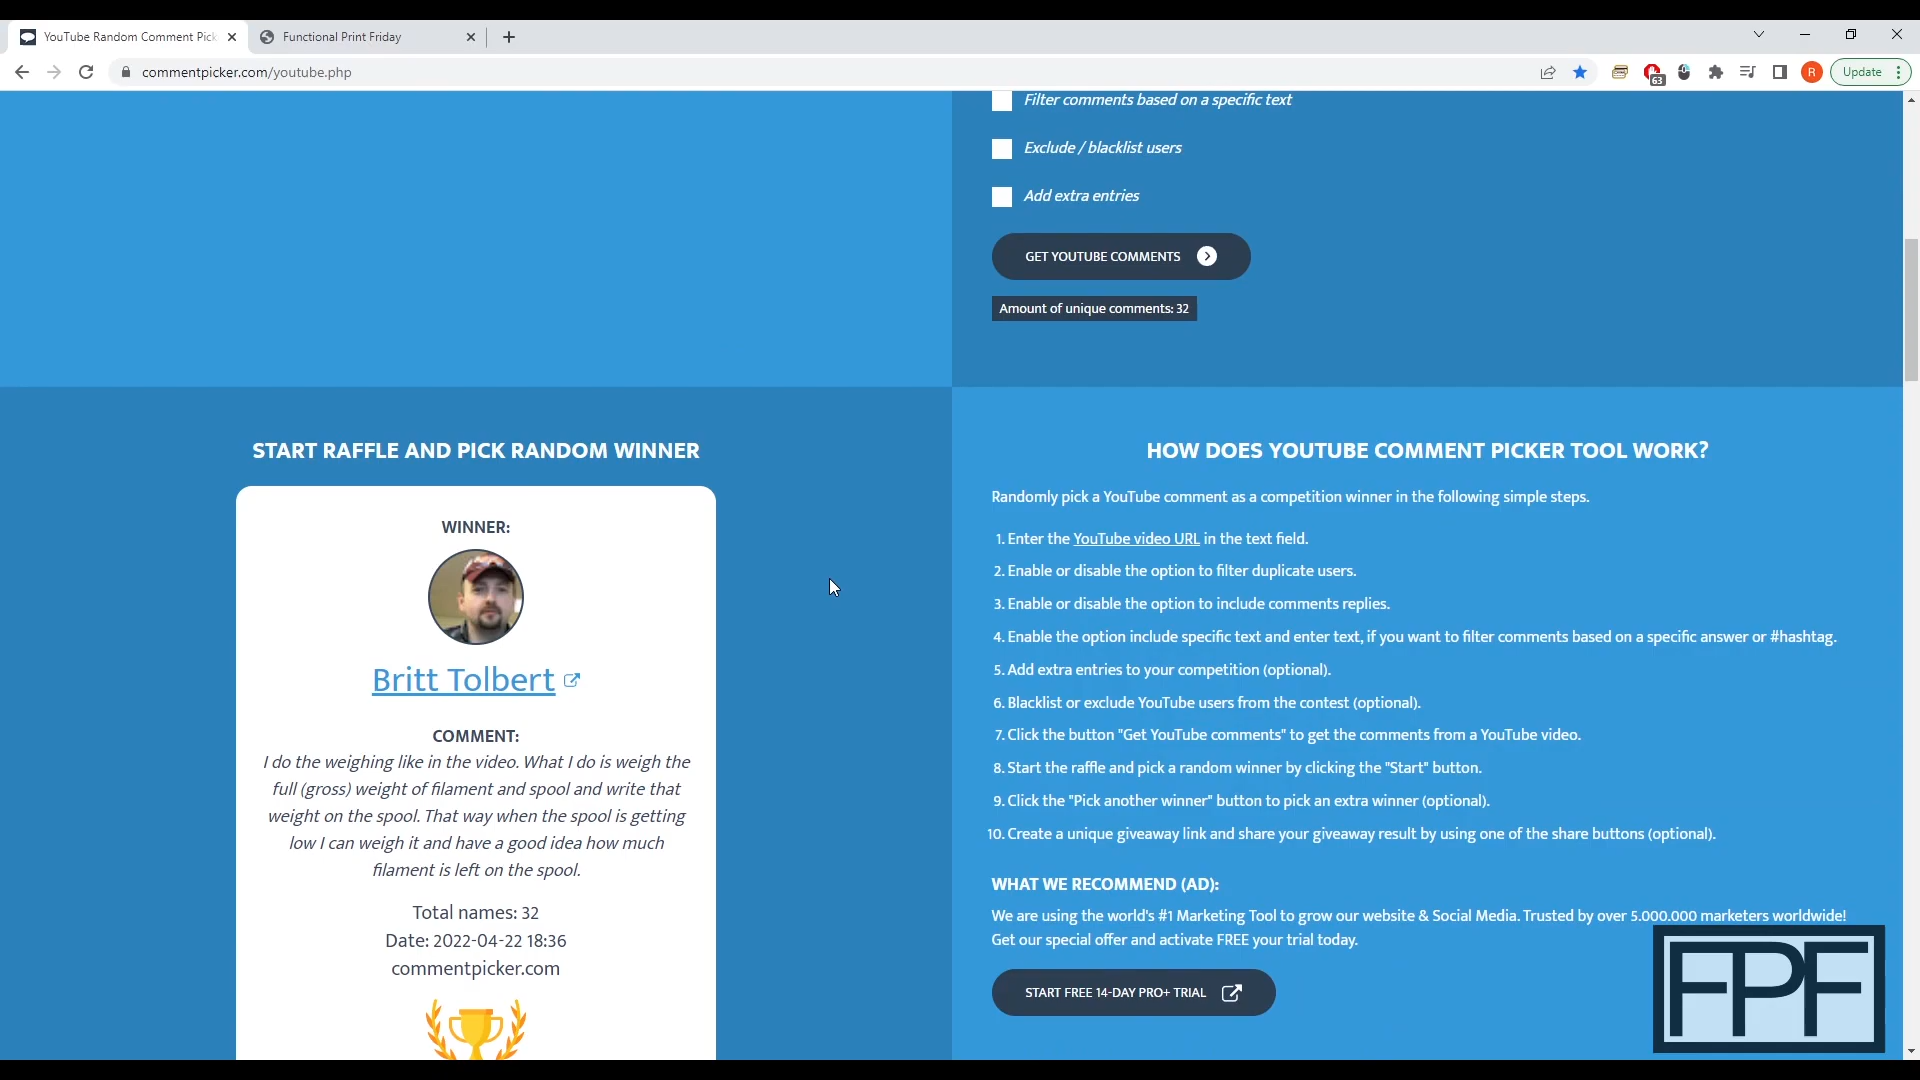 YouTube Random Comment Pick
Functional Print Friday
commentpicker.com/youtube.php
63
R
Update
Filter comments based on a specific text
Exclude / blacklist users
Add extra entries
GET YOUTUBE COMMENTS
Amount of unique comments: 32
START RAFFLE AND PICK RANDOM WINNER
WINNER:
Britt Tolbert
COMMENT:
I do the weighing like in the video. What I do is weigh the
full (gross) weight of filament and spool and write that
weight on the spool. That way when the spool is getting
low I can weigh it and have a good idea how much
filament is left on the spool.
Total names: 32
Date: 2022-04-22 18:36
commentpicker.com
HOW DOES YOUTUBE COMMENT PICKER TOOL WORK?
Randomly pick a YouTube comment as a competition winner in the following simple steps.
1. Enter the YouTube video URL in the text field.
2. Enable or disable the option to filter duplicate users.
3. Enable or disable the option to include comments replies.
4. Enable the option include specific text and enter text, if you want to filter comments based on a specific answer or #hashtag.
5. Add extra entries to your competition (optional).
6. Blacklist or exclude YouTube users from the contest (optional).
7. Click the button "Get YouTube comments" to get the comments from a YouTube video.
8. Start the raffle and pick a random winner by clicking the "Start" button.
9. Click the "Pick another winner" button to pick an extra winner (optional).
10. Create a unique giveaway link and share your giveaway result by using one of the share buttons (optional).
WHAT WE RECOMMEND (AD):
We are using the world's #1 Marketing Tool to grow our website & Social Media. Trusted by over 5.000.000 marketers worldwide!
Get our special offer and activate FREE your trial today.
START FREE 14-DAY PRO+ TRIAL
FPF